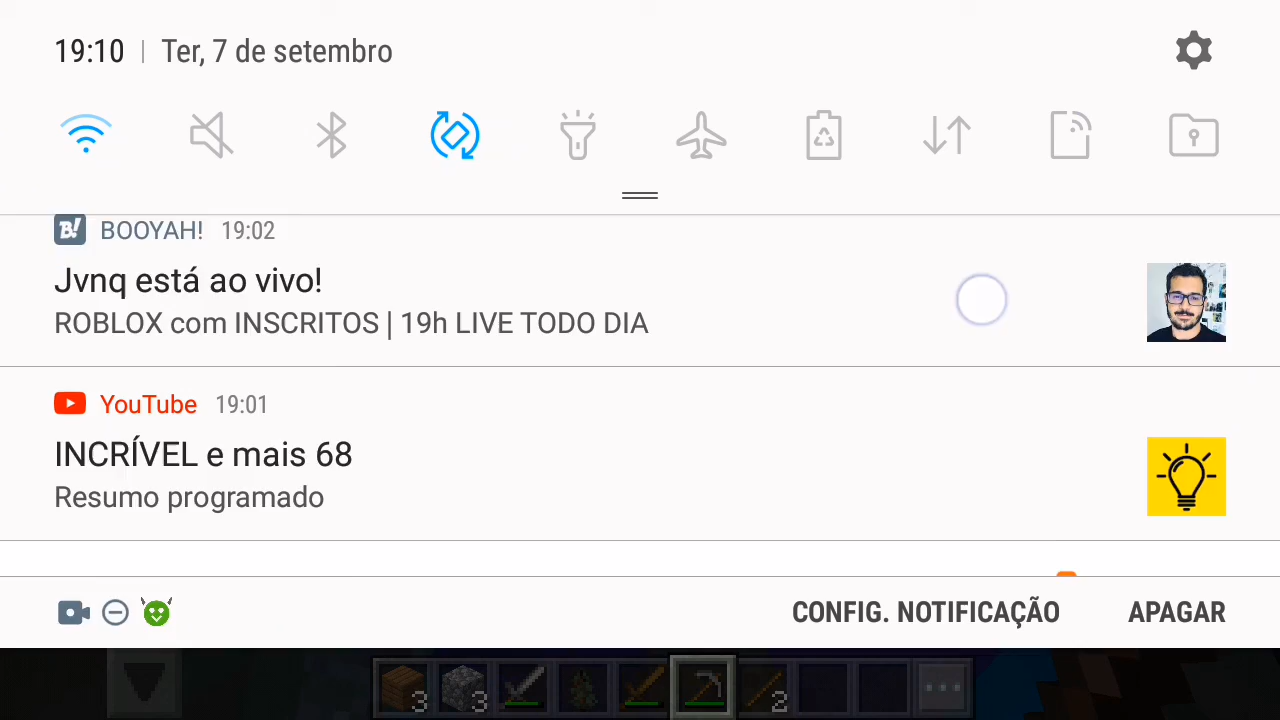 19:10 | Ter, 7 de setembro
B! BOOYAH! 19:02
Jvnq está ao vivo!
ROBLOX com INSCRITOS | 19h LIVE TODO DIA
YouTube 19:01
INCRÍVEL e mais 68
Resumo programado
CONFIG. NOTIFICAÇÃO APAGAR
3 3 2